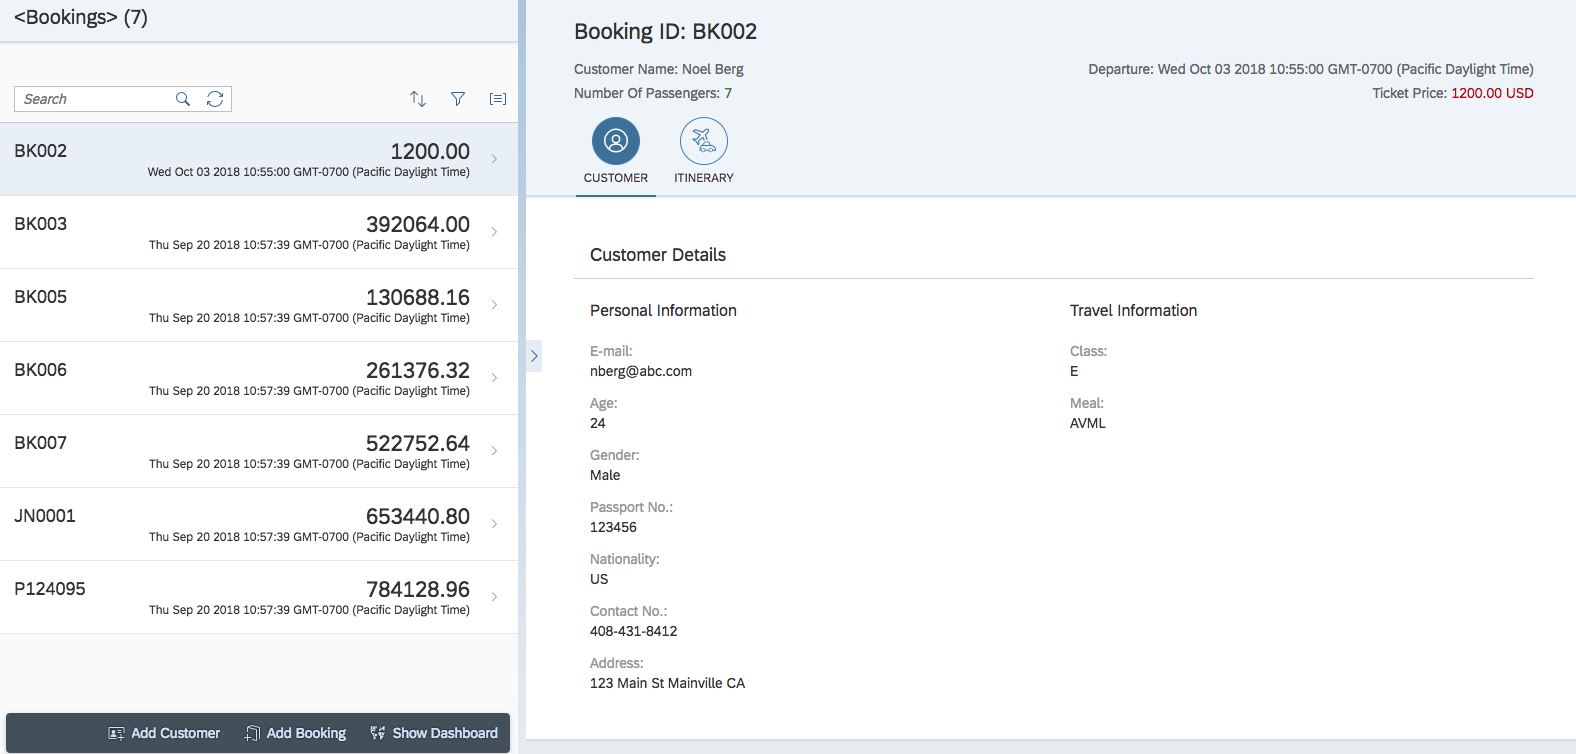 <Bookings> (7)
Search
BK002
1200.00
Wed Oct 03 2018 10:55:00 GMT-0700 (Pacific Daylight Time)
BK003
392064.00
Thu Sep 20 2018 10:57:39 GMT-0700 (Pacific Daylight Time)
BK005
130688.16
Thu Sep 20 2018 10:57:39 GMT-0700 (Pacific Daylight Time)
BK006
261376.32
Thu Sep 20 2018 10:57:39 GMT-0700 (Pacific Daylight Time)
BK007
522752.64
Thu Sep 20 2018 10:57:39 GMT-0700 (Pacific Daylight Time)
JN0001
653440.80
Thu Sep 20 2018 10:57:39 GMT-0700 (Pacific Daylight Time)
P124095
784128.96
Thu Sep 20 2018 10:57:39 GMT-0700 (Pacific Daylight Time)
Add Customer
Add Booking
Show Dashboard
Booking ID: BK002
Customer Name: Noel Berg
Departure: Wed Oct 03 2018 10:55:00 GMT-0700 (Pacific Daylight Time)
Number Of Passengers: 7
Ticket Price: 1200.00 USD
CUSTOMER
ITINERARY
Customer Details
Personal Information
E-mail:
nberg@abc.com
Age:
24
Gender:
Male
Passport No.:
123456
Nationality:
US
Contact No.:
408-431-8412
Address:
123 Main St Mainville CA
Travel Information
Class:
E
Meal:
AVML